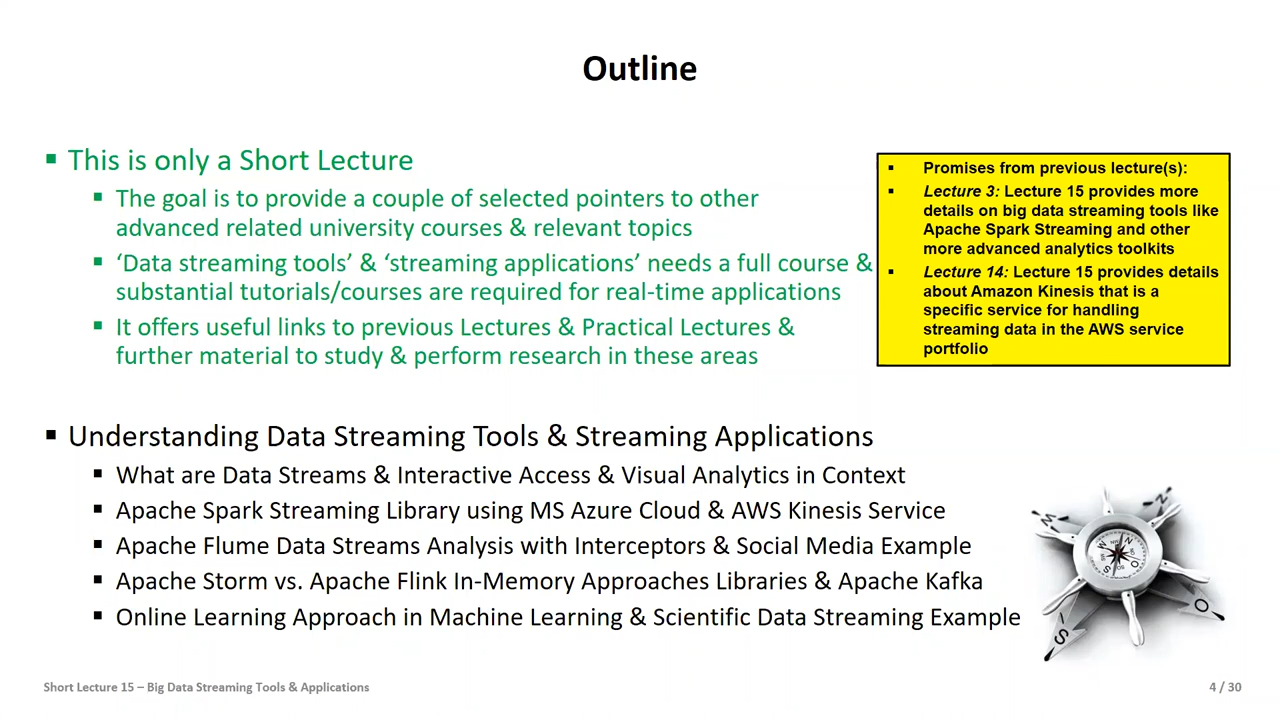 Outline
▪ This is only a Short Lecture
▪ The goal is to provide a couple of selected pointers to other
advanced related university courses & relevant topics
▪ ‘Data streaming tools’ & ‘streaming applications’ needs a full course &
substantial tutorials/courses are required for real-time applications
▪ It offers useful links to previous Lectures & Practical Lectures &
further material to study & perform research in these areas
▪ Promises from previous lecture(s):
▪ Lecture 3: Lecture 15 provides more
details on big data streaming tools like
Apache Spark Streaming and other
more advanced analytics toolkits
▪ Lecture 14: Lecture 15 provides details
about Amazon Kinesis that is a
specific service for handling
streaming data in the AWS service
portfolio
▪ Understanding Data Streaming Tools & Streaming Applications
▪ What are Data Streams & Interactive Access & Visual Analytics in Context
▪ Apache Spark Streaming Library using MS Azure Cloud & AWS Kinesis Service
▪ Apache Flume Data Streams Analysis with Interceptors & Social Media Example
▪ Apache Storm vs. Apache Flink In-Memory Approaches Libraries & Apache Kafka
▪ Online Learning Approach in Machine Learning & Scientific Data Streaming Example
Short Lecture 15 – Big Data Streaming Tools & Applications
4 / 30